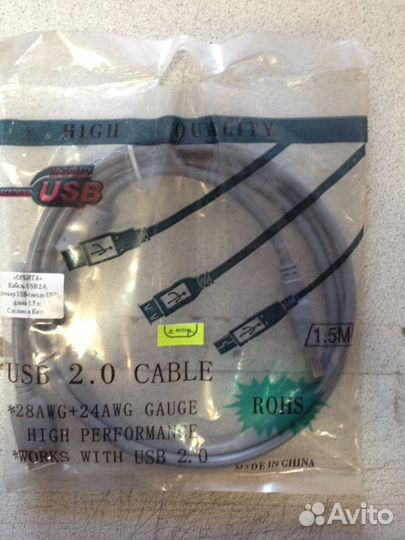 HIGH QUALITY
USB
«ОРБИТА»
Кабель USB 2.0,
USB-гнездо USB
длина 1.5 м.
Сделано в
1.5M
USB 2.0 CABLE
*28AWG+24AWG GAUGE
HIGH PERFORMANCE
*WORKS WITH USB 2.0
ROHS
MADE IN CHINA
Avito